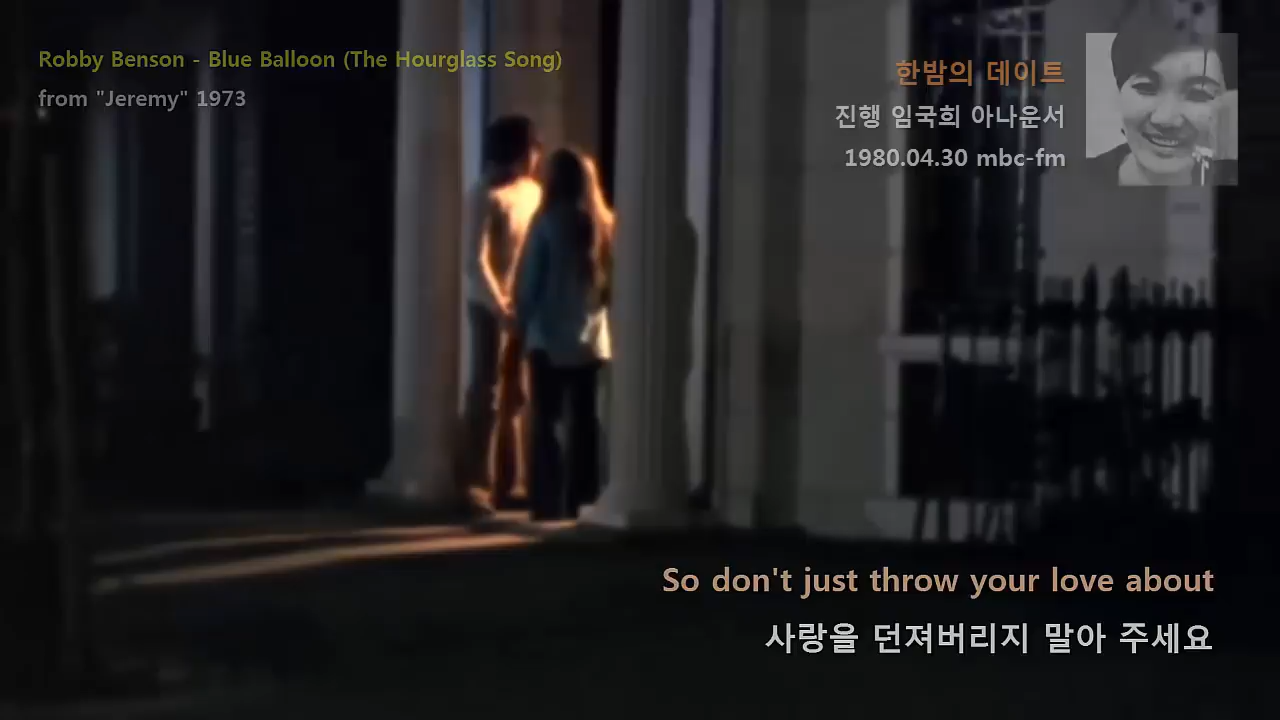 Robby Benson - Blue Balloon (The Hourglass Song)
from "Jeremy" 1973
한밤의 데이트
진행 임국희 아나운서
1980.04.30 mbc-fm
So don't just throw your love about
사랑을 던져버리지 말아 주세요